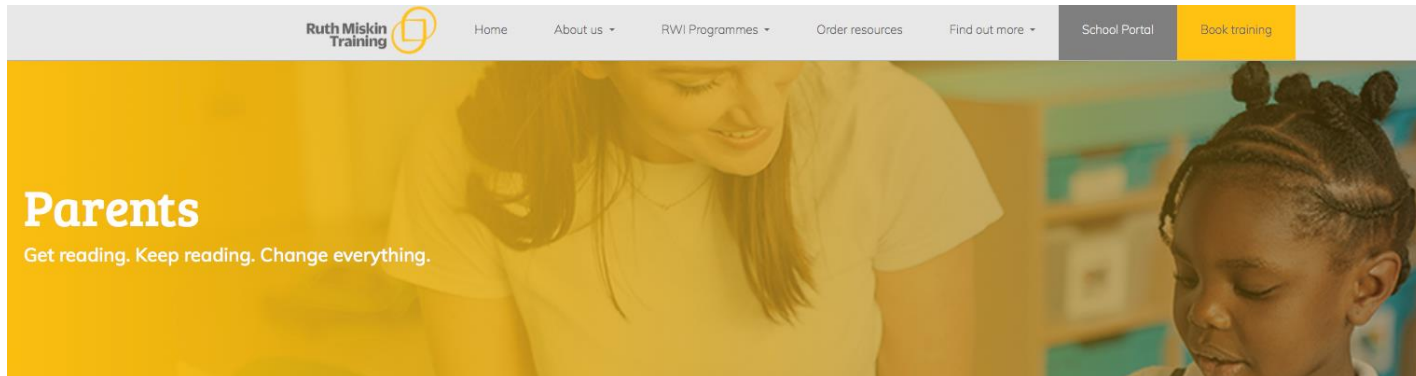 Ruth Miskin
Training
Home
About us
RWI Programmes
Order resources
Find out more
School Portal
Book training
Parents
Get reading. Keep reading. Change everything.